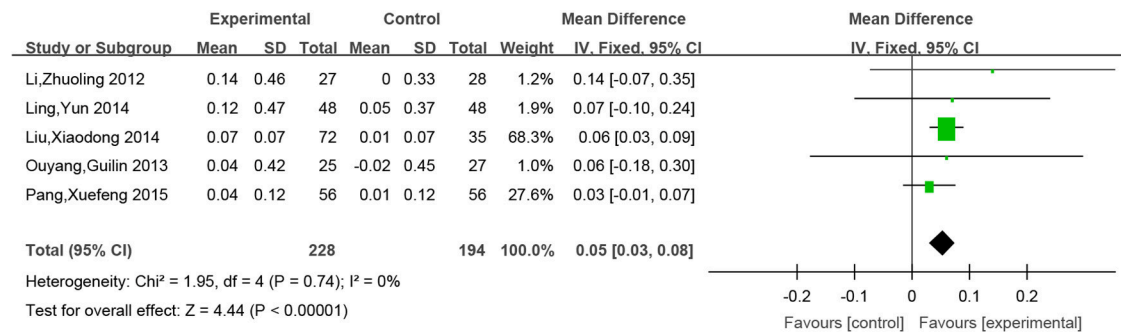 Experimental Control Mean Difference Mean Difference
Study or Subgroup Mean SD Total Mean SD Total Weight IV, Fixed, 95% CI IV, Fixed, 95% CI
Li,Zhuoling 2012 0.14 0.46 27 0 0.33 28 1.2% 0.14 [-0.07, 0.35]
Ling,Yun 2014 0.12 0.47 48 0.05 0.37 48 1.9% 0.07 [-0.10, 0.24]
Liu,Xiaodong 2014 0.07 0.07 72 0.01 0.07 35 68.3% 0.06 [0.03, 0.09]
Ouyang,Guilin 2013 0.04 0.42 25 -0.02 0.45 27 1.0% 0.06 [-0.18, 0.30]
Pang,Xuefeng 2015 0.04 0.12 56 0.01 0.12 56 27.6% 0.03 [-0.01, 0.07]
Total (95% CI) 228 194 100.0% 0.05 [0.03, 0.08]
Heterogeneity: Chi² = 1.95, df = 4 (P = 0.74); I² = 0%
Test for overall effect: Z = 4.44 (P < 0.00001)
-0.2 -0.1 0 0.1 0.2
Favours [control] Favours [experimental]